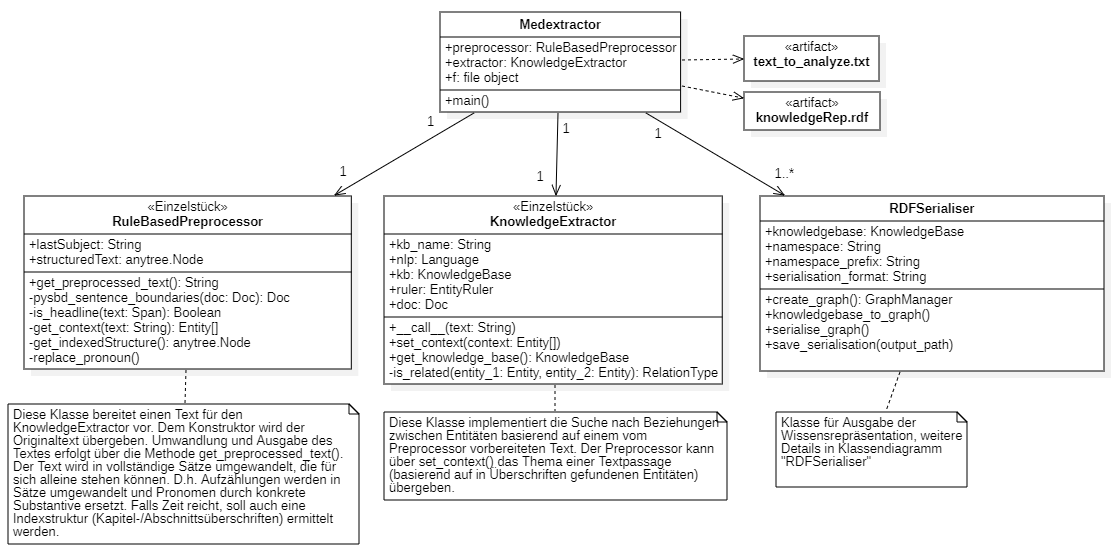 Medextractor
+preprocessor: RuleBasedPreprocessor
+extractor: KnowledgeExtractor
+f: file object
+main()
«artifact»
text_to_analyze.txt
«artifact»
knowledgeRep.rdf
1
1
1
1
1
1..*
«Einzelstück»
RuleBasedPreprocessor
+lastSubject: String
+structuredText: anytree.Node
+get_preprocessed_text(): String
-pysbd_sentence_boundaries(doc: Doc): Doc
-is_headline(text: Span): Boolean
-get_context(text: String): Entity[]
-get_indexedStructure(): anytree.Node
-replace_pronoun()
«Einzelstück»
KnowledgeExtractor
+kb_name: String
+nlp: Language
+kb: KnowledgeBase
+ruler: EntityRuler
+doc: Doc
+__call__(text: String)
+set_context(context: Entity[])
+get_knowledge_base(): KnowledgeBase
-is_related(entity_1: Entity, entity_2: Entity): RelationType
RDFSerialiser
+knowledgebase: KnowledgeBase
+namespace: String
+namespace_prefix: String
+serialisation_format: String
+create_graph(): GraphManager
+knowledgebase_to_graph()
+serialise_graph()
+save_serialisation(output_path)
Diese Klasse bereitet einen Text für den
KnowledgeExtractor vor. Dem Konstruktor wird der
Originaltext übergeben. Umwandlung und Ausgabe des
Textes erfolgt über die Methode get_preprocessed_text().
Der Text wird in vollständige Sätze umgewandelt, die für
sich alleine stehen können. D.h. Aufzählungen werden in
Sätze umgewandelt und Pronomen durch konkrete
Substantive ersetzt. Falls Zeit reicht, soll auch eine
Indexstruktur (Kapitel-/Abschnittsüberschriften) ermittelt
werden.
Diese Klasse implementiert die Suche nach Beziehungen
zwischen Entitäten basierend auf einem vom
Preprocessor vorbereiteten Text. Der Preprocessor kann
über set_context() das Thema einer Textpassage
(basierend auf in Überschriften gefundenen Entitäten)
übergeben.
Klasse für Ausgabe der
Wissensrepräsentation, weitere
Details in Klassendiagramm
"RDFSerialiser"